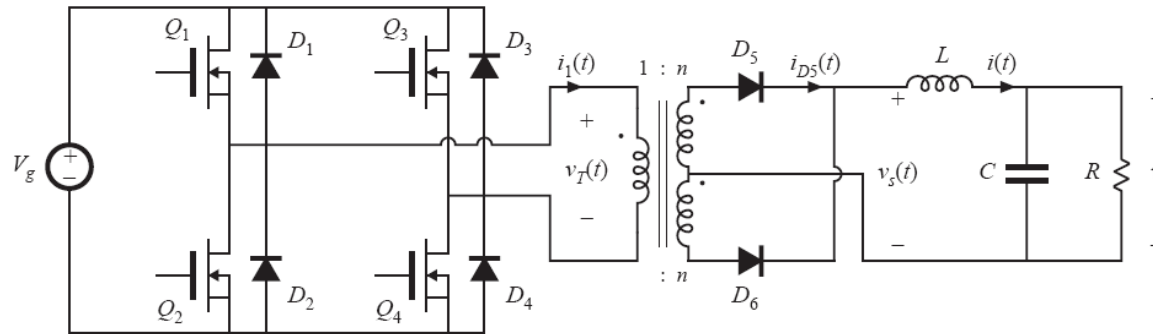 Q1
D1
Q3
D3
i1(t)
1 : n
D5
iD5(t)
L
i(t)
+
Vg
+
−
+
vT(t)
−
+
vs(t)
−
C
R
+
−
Q2
D2
Q4
D4
: n
D6